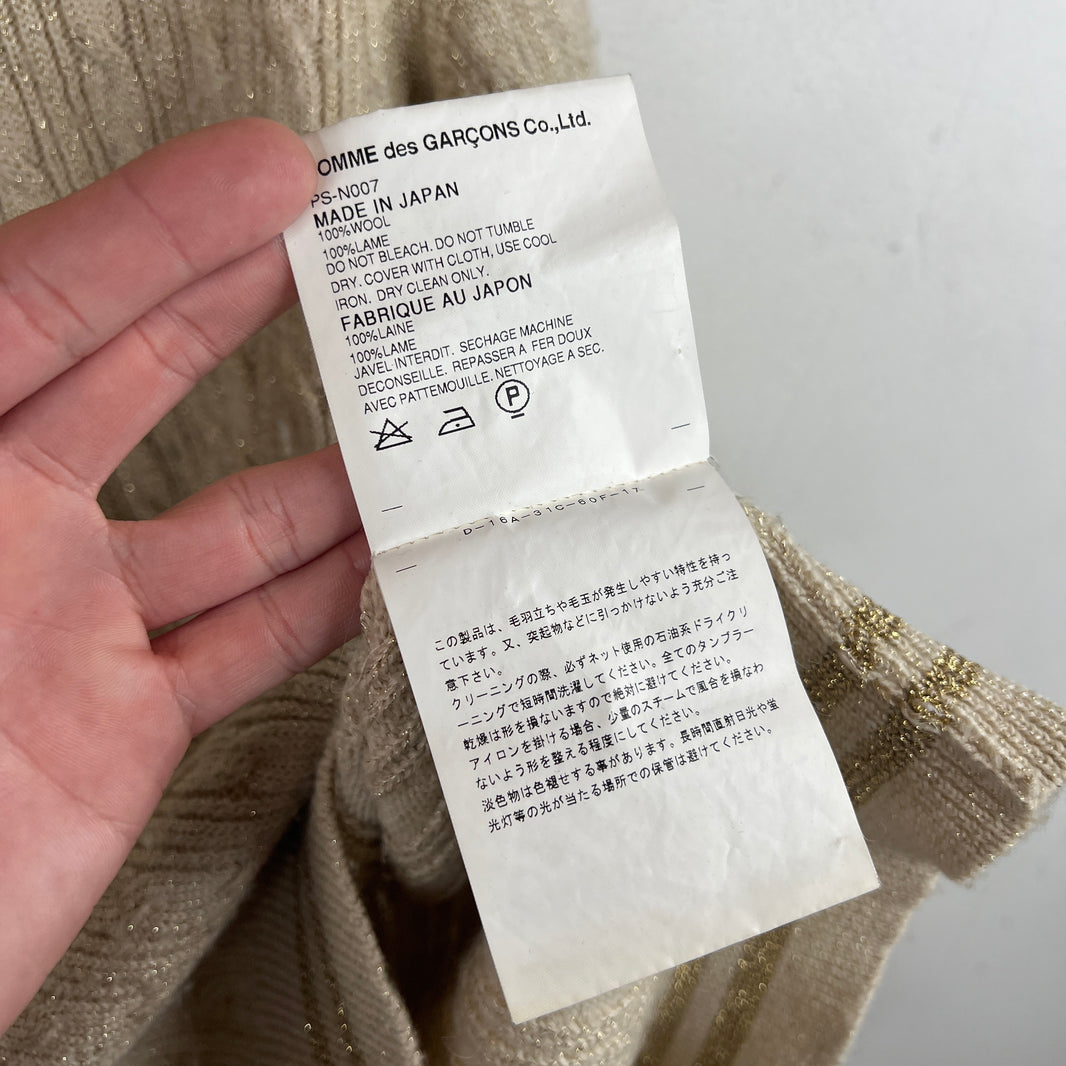 OMME des GARÇONS Co.,Ltd.
PS-N007
MADE IN JAPAN
100%WOOL
100%LAME
DO NOT BLEACH. DO NOT TUMBLE
DRY. COVER WITH CLOTH, USE COOL
IRON. DRY CLEAN ONLY.
FABRIQUE AU JAPON
100%LAINE
100%LAME
JAVEL INTERDIT. SECHAGE MACHINE
DECONSEILLE. REPASSER A FER DOUX
AVEC PATTEMOUILLE. NETTOYAGE A SEC.
P
D-16A-31C-60F-17
この製品は、毛羽立ちや毛玉が発生しやすい特性を持っ
ています。又、突起物などに引っかけないよう充分ご注
意下さい。
クリーニングの際、必ずネット使用の石油系ドライクリ
ーニングで短時間洗濯してください。全てのタンブラー
乾燥は形を損ないますので絶対に避けてください。
アイロンを掛ける場合、少量のスチームで風合を損なわ
ないよう形を整える程度にしてください。
淡色物は色褪せする事があります。長時間直射日光や蛍
光灯等の光が当たる場所での保管は避けてください。